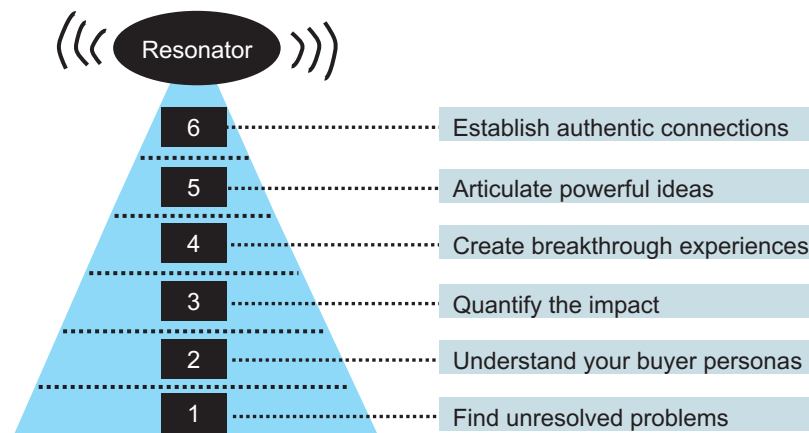 Resonator
6 Establish authentic connections
5 Articulate powerful ideas
4 Create breakthrough experiences
3 Quantify the impact
2 Understand your buyer personas
1 Find unresolved problems